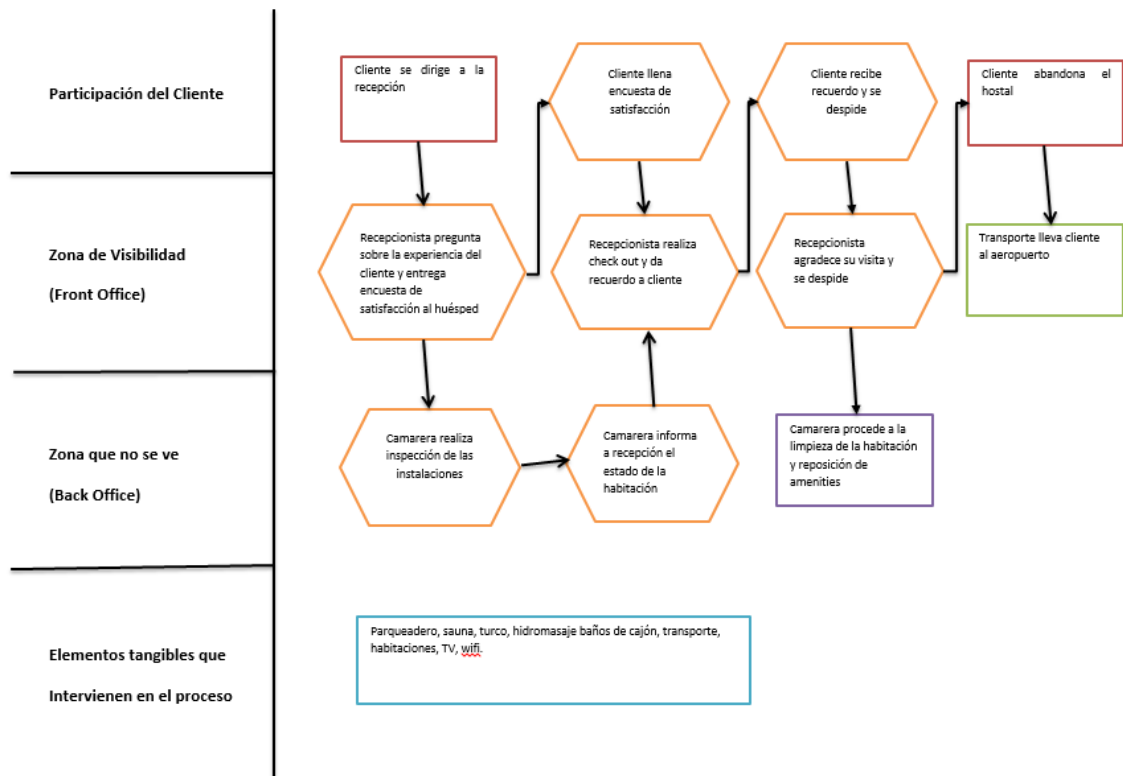 Participación del Cliente
Cliente se dirige a la
recepción
Cliente llena
encuesta de
satisfacción
Cliente recibe
recuerdo y se
despide
Cliente abandona el
hostal
Zona de Visibilidad
(Front Office)
Recepcionista pregunta
sobre la experiencia del
cliente y entrega
encuesta de
satisfacción al huésped
Recepcionista realiza
check out y da
recuerdo a cliente
Recepcionista
agradece su visita y
se despide
Transporte lleva cliente
al aeropuerto
Zona que no se ve
(Back Office)
Camarera realiza
inspección de las
instalaciones
Camarera informa
a recepción el
estado de la
habitación
Camarera procede a la
limpieza de la habitación
y reposición de
amenities
Elementos tangibles que
Intervienen en el proceso
Parqueadero, sauna, turco, hidromasaje baños de cajón, transporte,
habitaciones, TV, wifi.